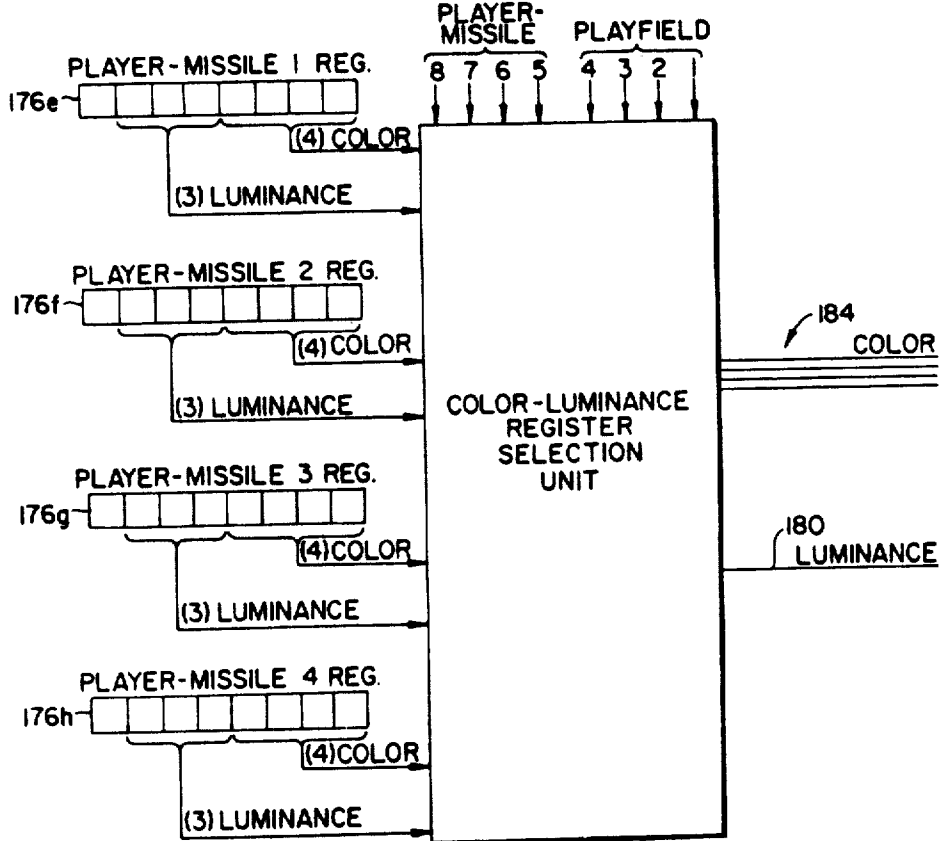 PLAYER-
MISSILE
PLAYFIELD
8 7 6 5 4 3 2 1
PLAYER-MISSILE 1 REG.
176e
(4) COLOR
(3) LUMINANCE
PLAYER-MISSILE 2 REG.
176f
(4) COLOR
(3) LUMINANCE
PLAYER-MISSILE 3 REG.
176g
(4) COLOR
(3) LUMINANCE
PLAYER-MISSILE 4 REG.
176h
(4) COLOR
(3) LUMINANCE
COLOR-LUMINANCE
REGISTER
SELECTION
UNIT
184
COLOR
180
LUMINANCE